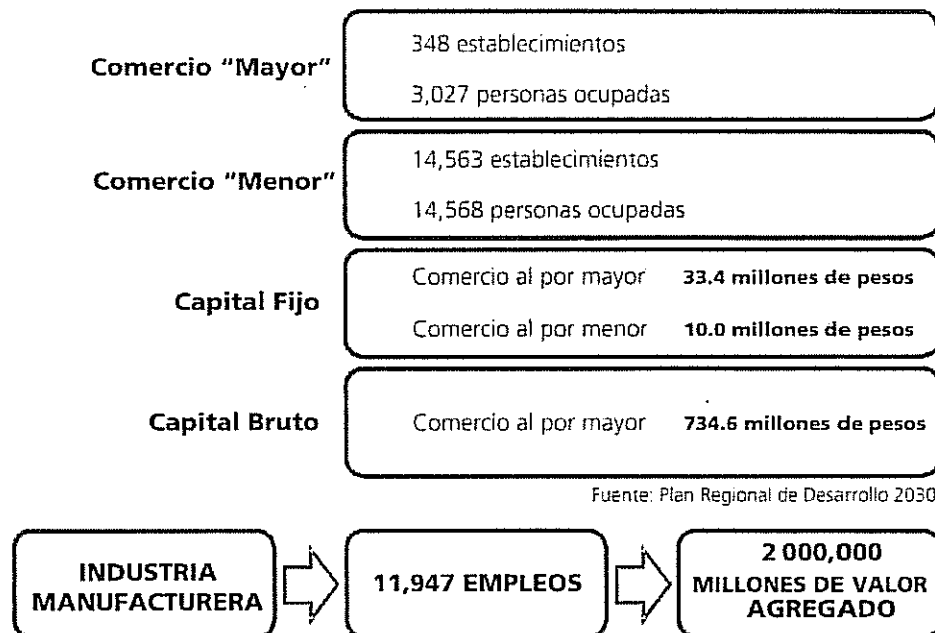 Comercio "Mayor"
348 establecimientos
3,027 personas ocupadas
Comercio "Menor"
14,563 establecimientos
14,568 personas ocupadas
Capital Fijo
Comercio al por mayor 33.4 millones de pesos
Comercio al por menor 10.0 millones de pesos
Capital Bruto
Comercio al por mayor 734.6 millones de pesos
Fuente: Plan Regional de Desarrollo 2030
INDUSTRIA
MANUFACTURERA
11,947 EMPLEOS
2 000,000
MILLONES DE VALOR
AGREGADO